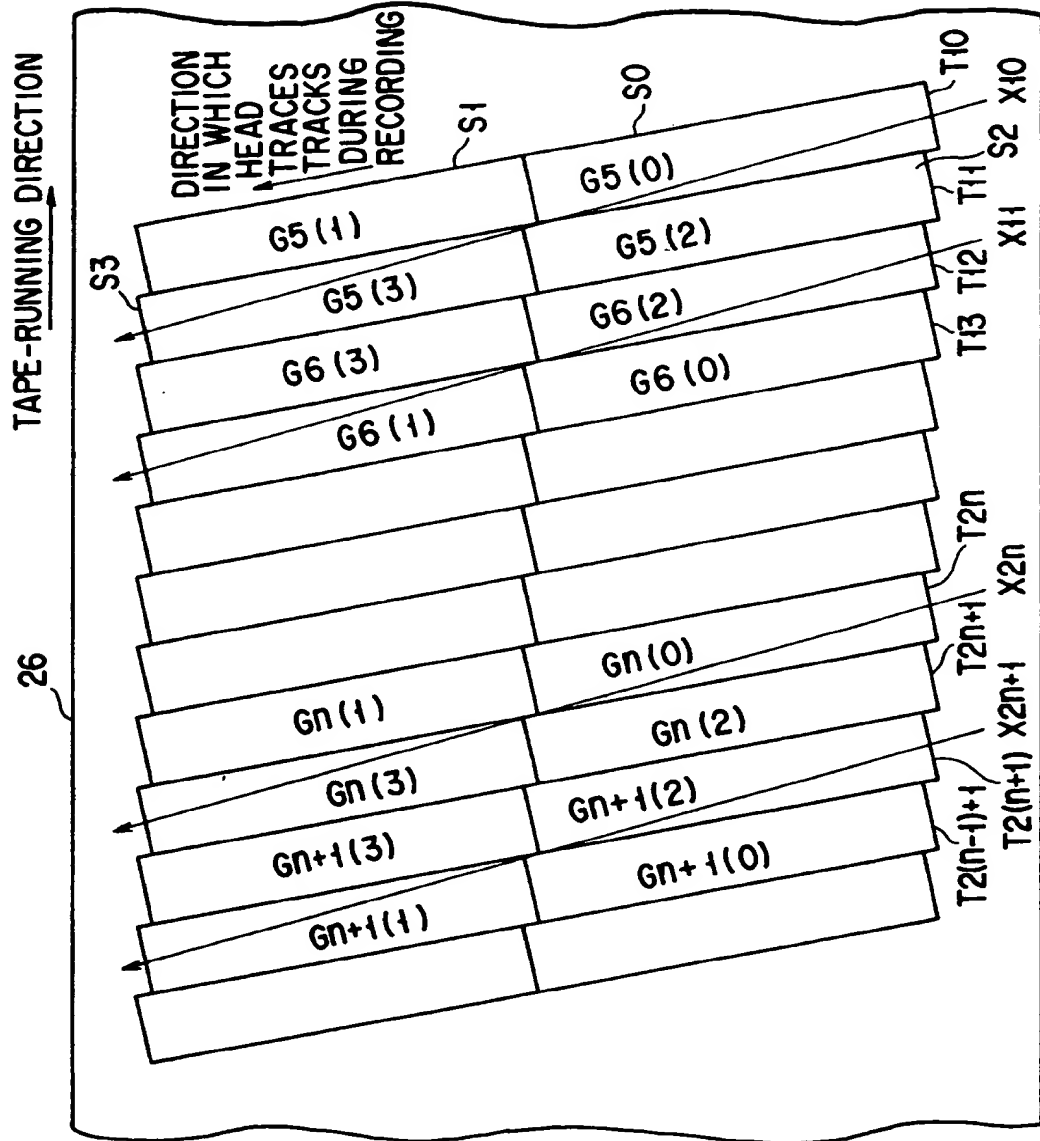 TAPE-RUNNING DIRECTION
26
S3
DIRECTION
IN WHICH
HEAD
TRACES
TRACKS
DURING
RECORDING
S1
S0
G5(1)
G5(0)
T10
X10
G5(3)
G5(2)
S2
T11
X11
G6(3)
G6(2)
T12
G6(1)
G6(0)
T13
Gn(1)
Gn(0)
T2n
X2n
Gn(3)
Gn(2)
T2n+1
X2n+1
Gn+1(3)
Gn+1(2)
T2(n+1)
Gn+1(1)
Gn+1(0)
T2(n-1)+1